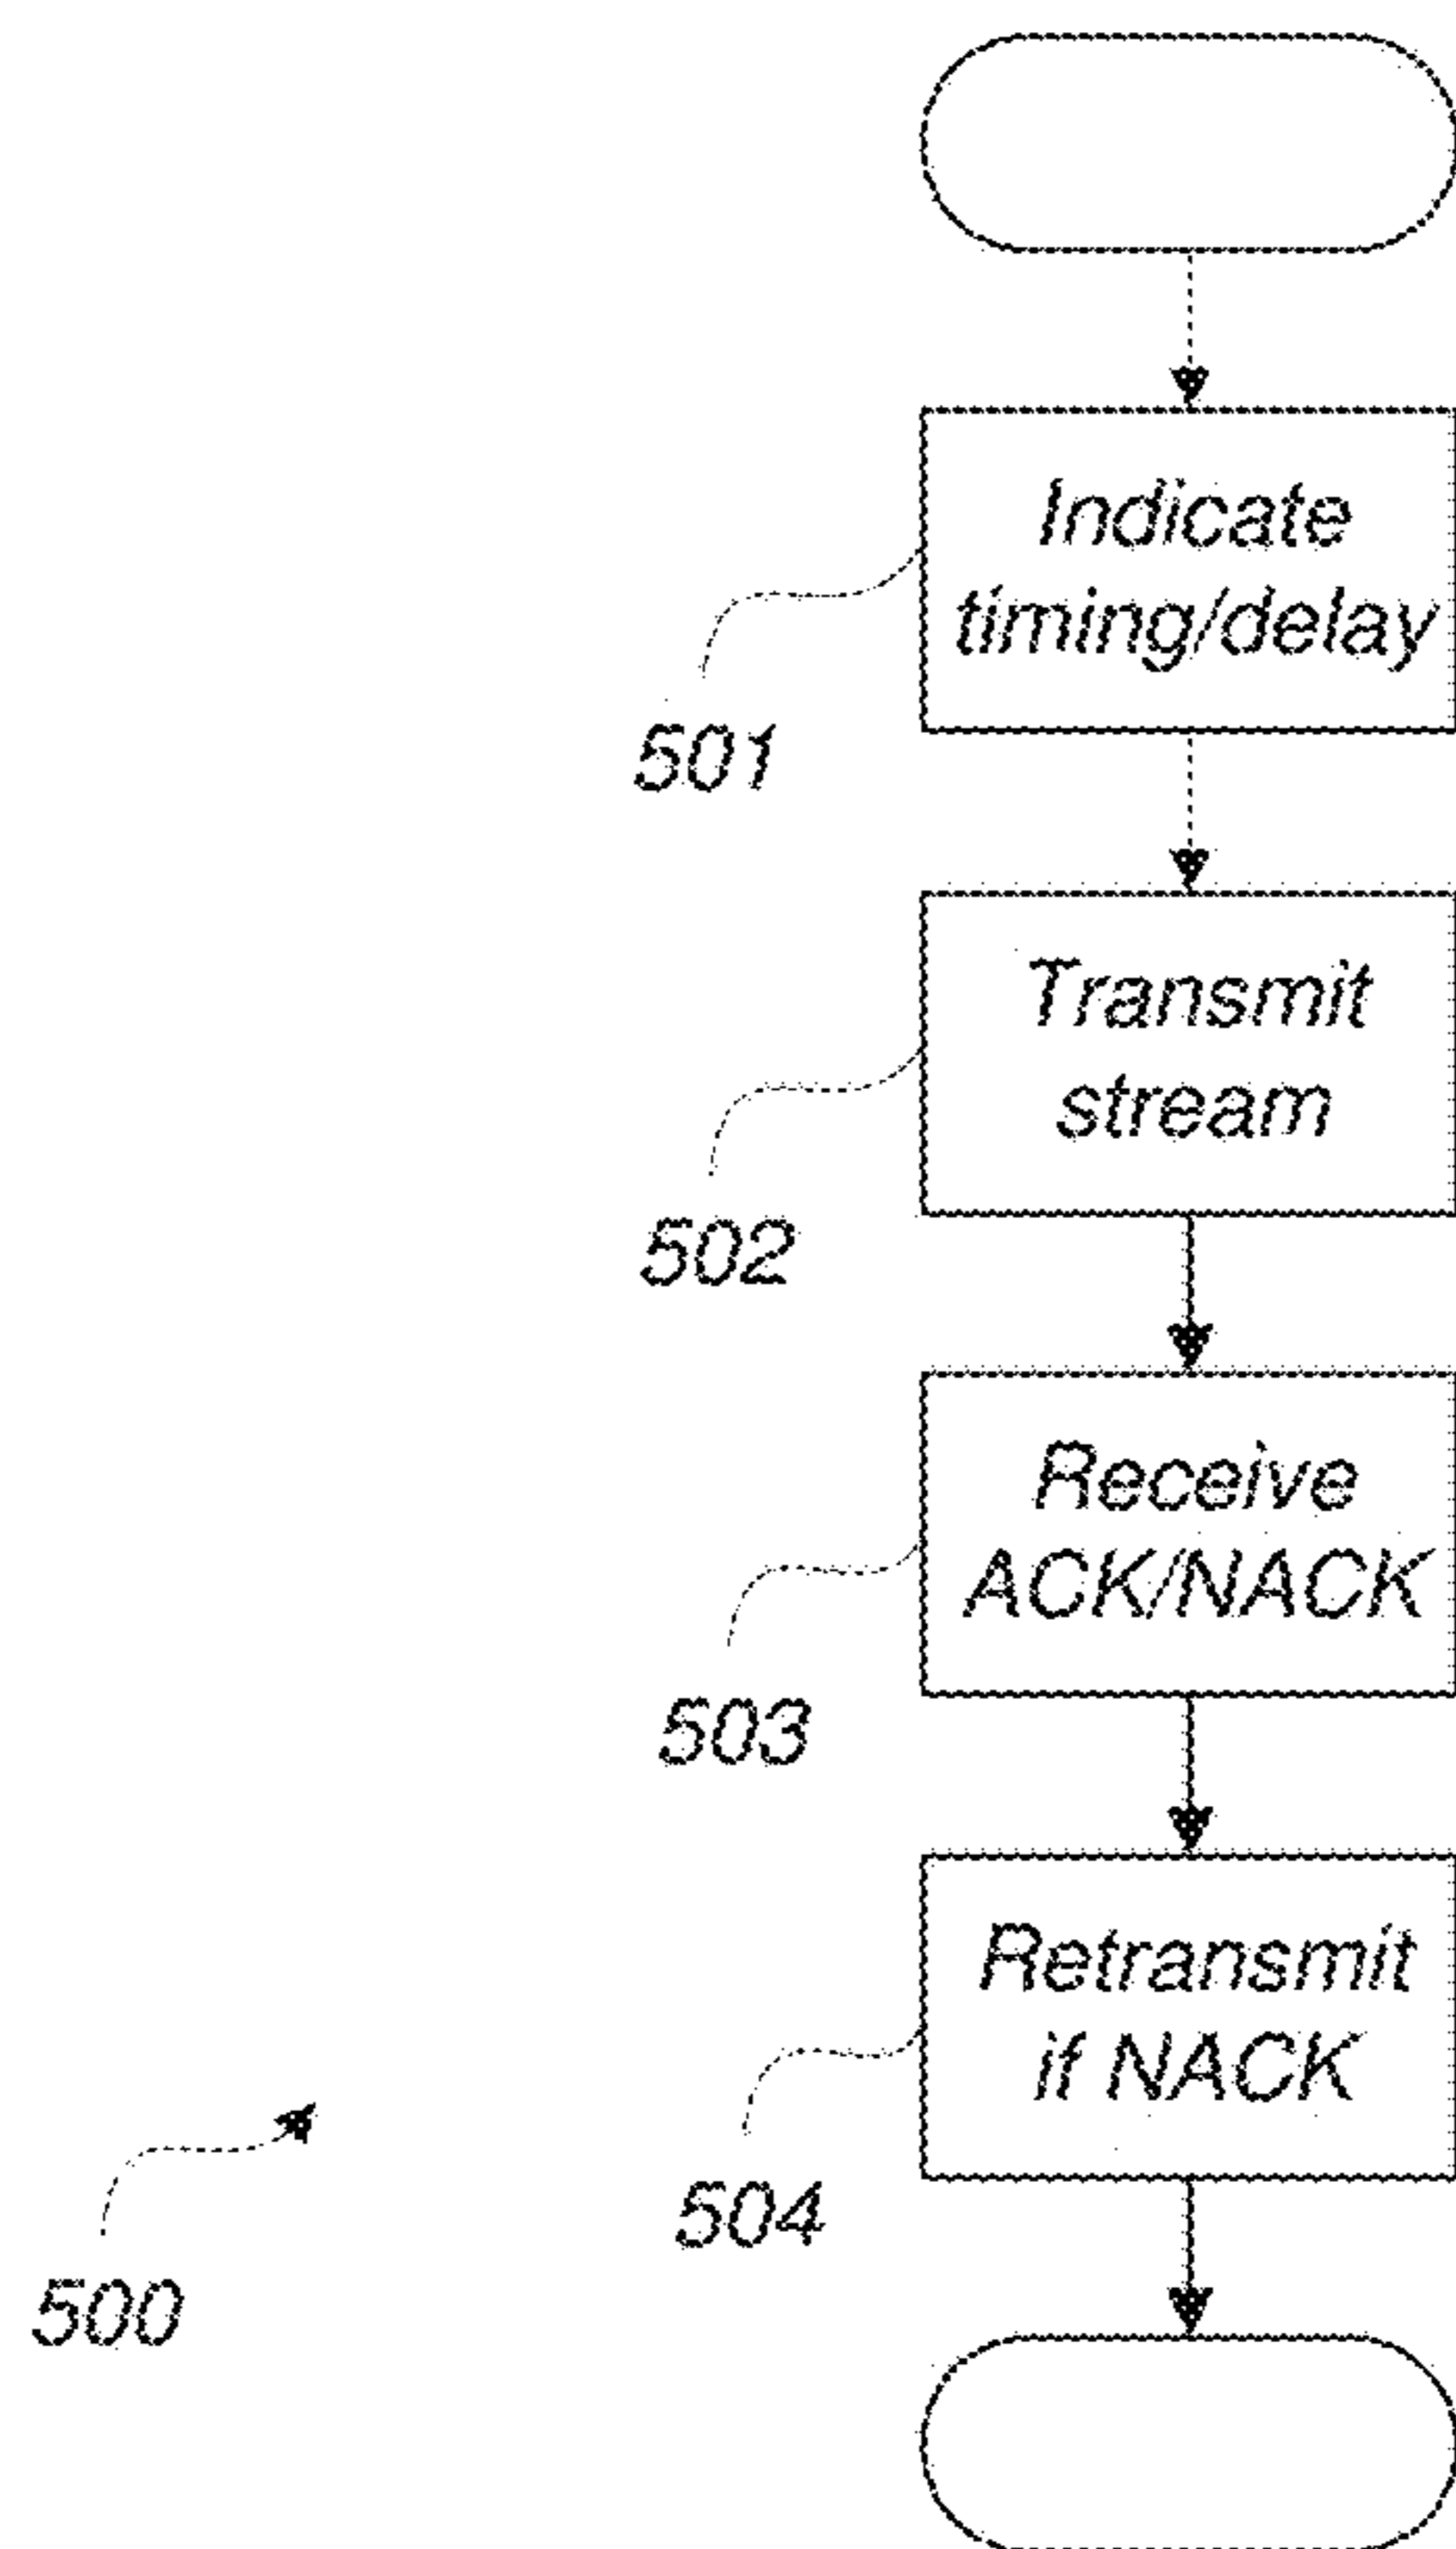 Indicate
timing/delay
501
Transmit
stream
502
Receive
ACK/NACK
503
Retransmit
if NACK
504
500